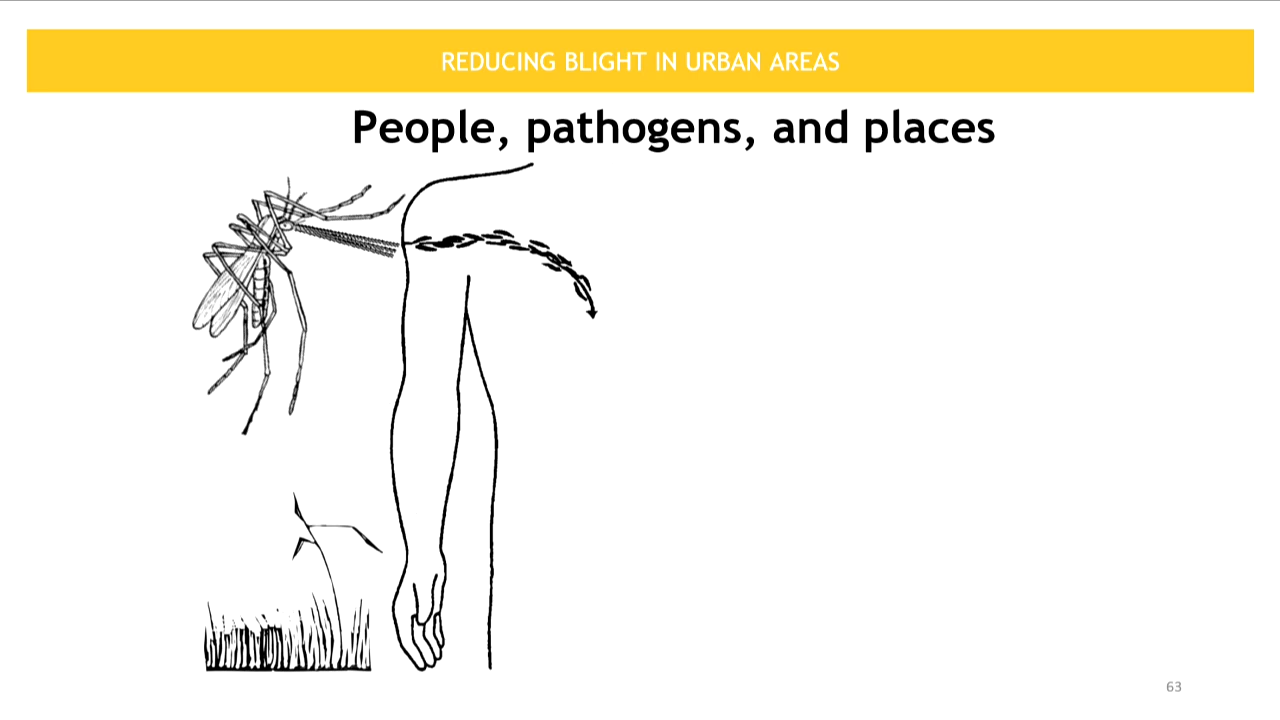 REDUCING BLIGHT IN URBAN AREAS
People, pathogens, and places
63